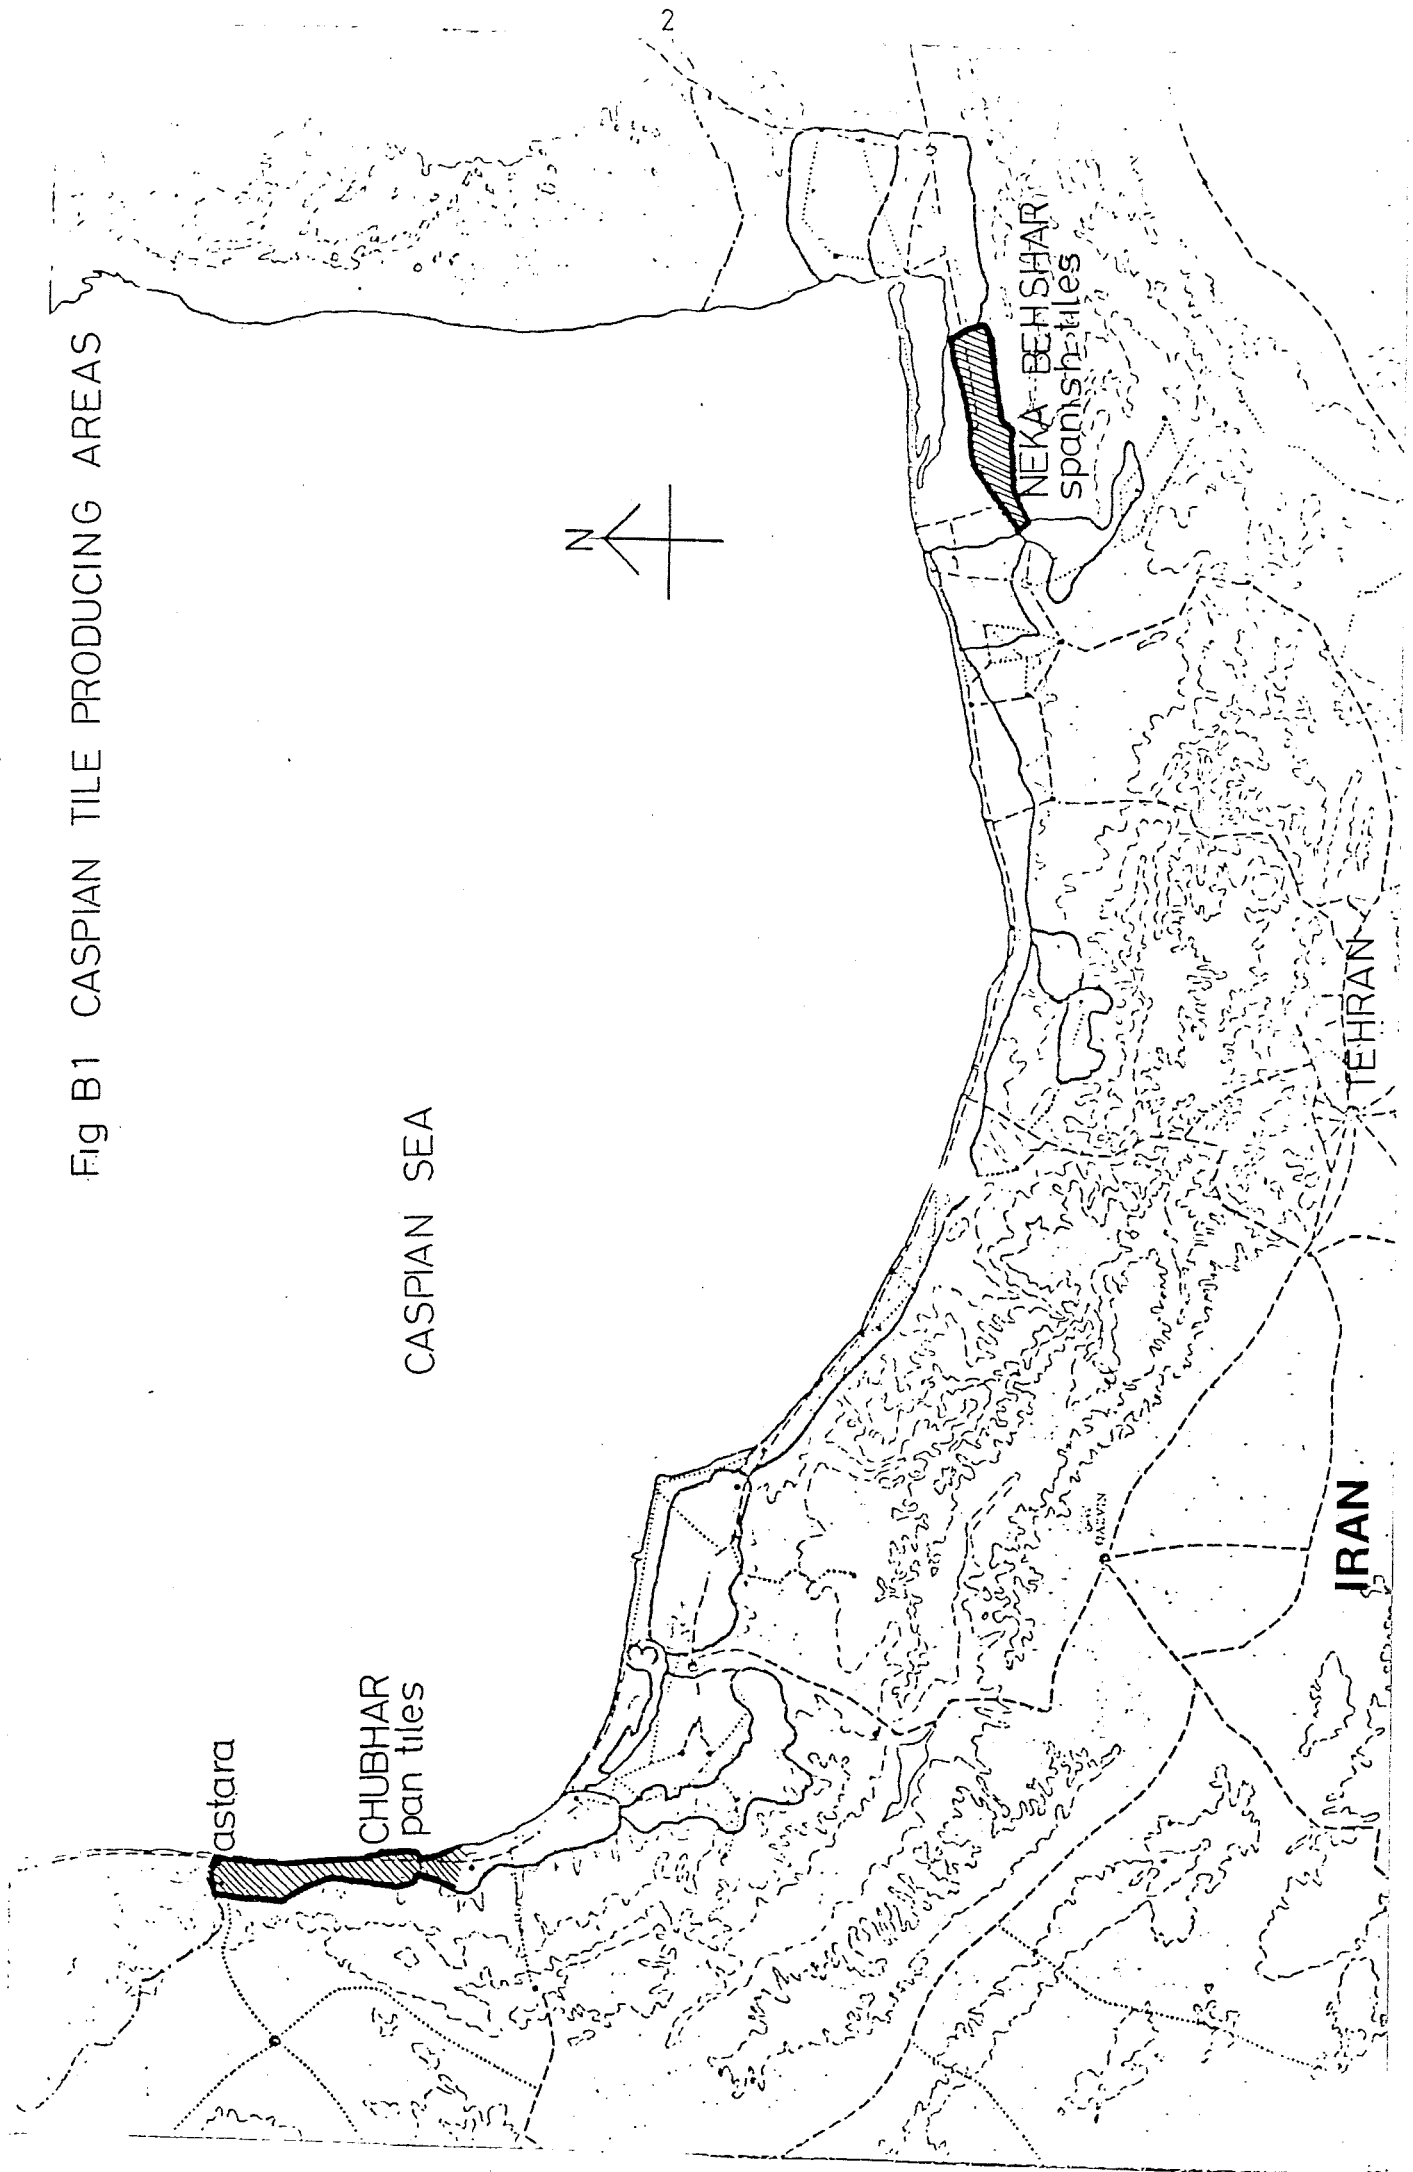 2
Fig B1 CASPIAN TILE PRODUCING AREAS
N
CASPIAN SEA
astara
CHUBHAR
pan tiles
NEKA BEHSHAR
spanish tiles
TEHRAN
IRAN